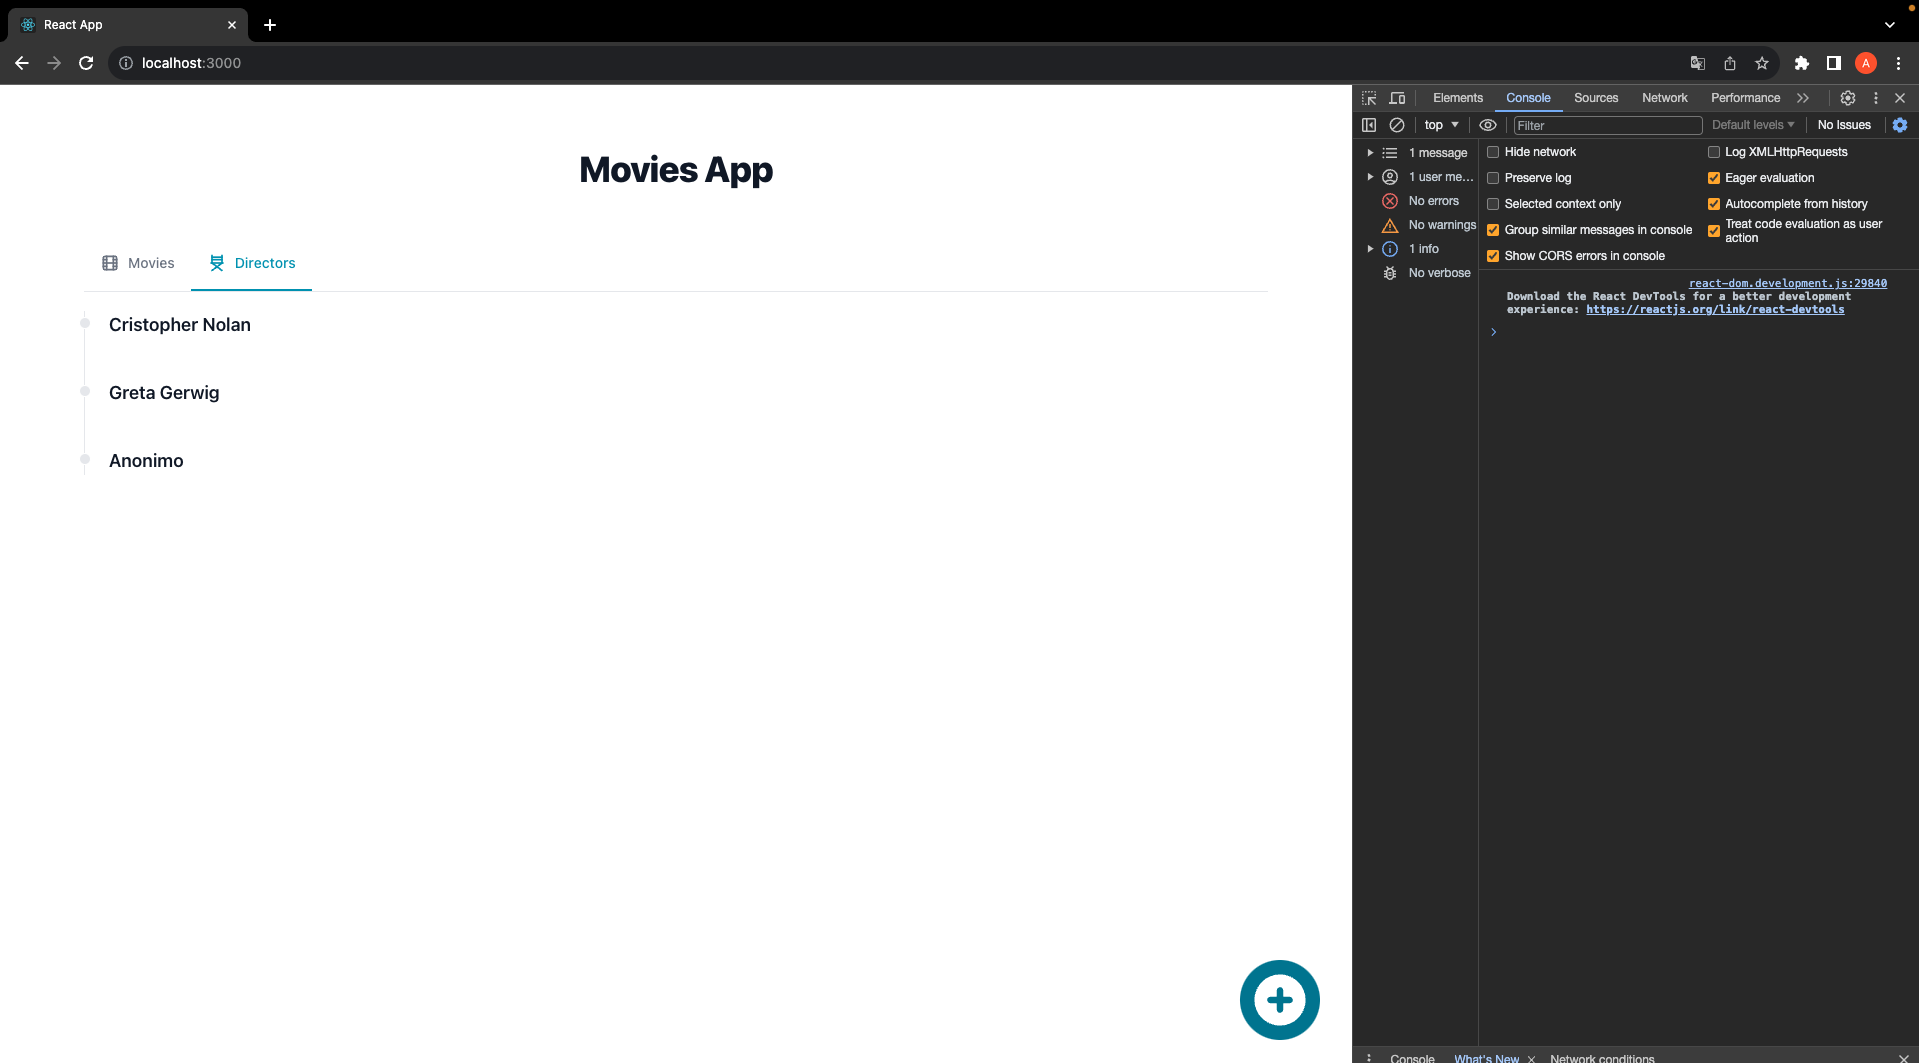 React App
localhost:3000
A
Elements Console Sources Network Performance
top Filter Default levels No Issues
Movies App
Movies Directors
Cristopher Nolan
Greta Gerwig
Anonimo
1 message
1 user me...
No errors
No warnings
1 info
No verbose
Hide network
Log XMLHttpRequests
Preserve log
Eager evaluation
Selected context only
Autocomplete from history
Group similar messages in console
Treat code evaluation as user
action
Show CORS errors in console
react-dom.development.js:29840
Download the React DevTools for a better development
experience: https://reactjs.org/link/react-devtools
Console What's New Network conditions